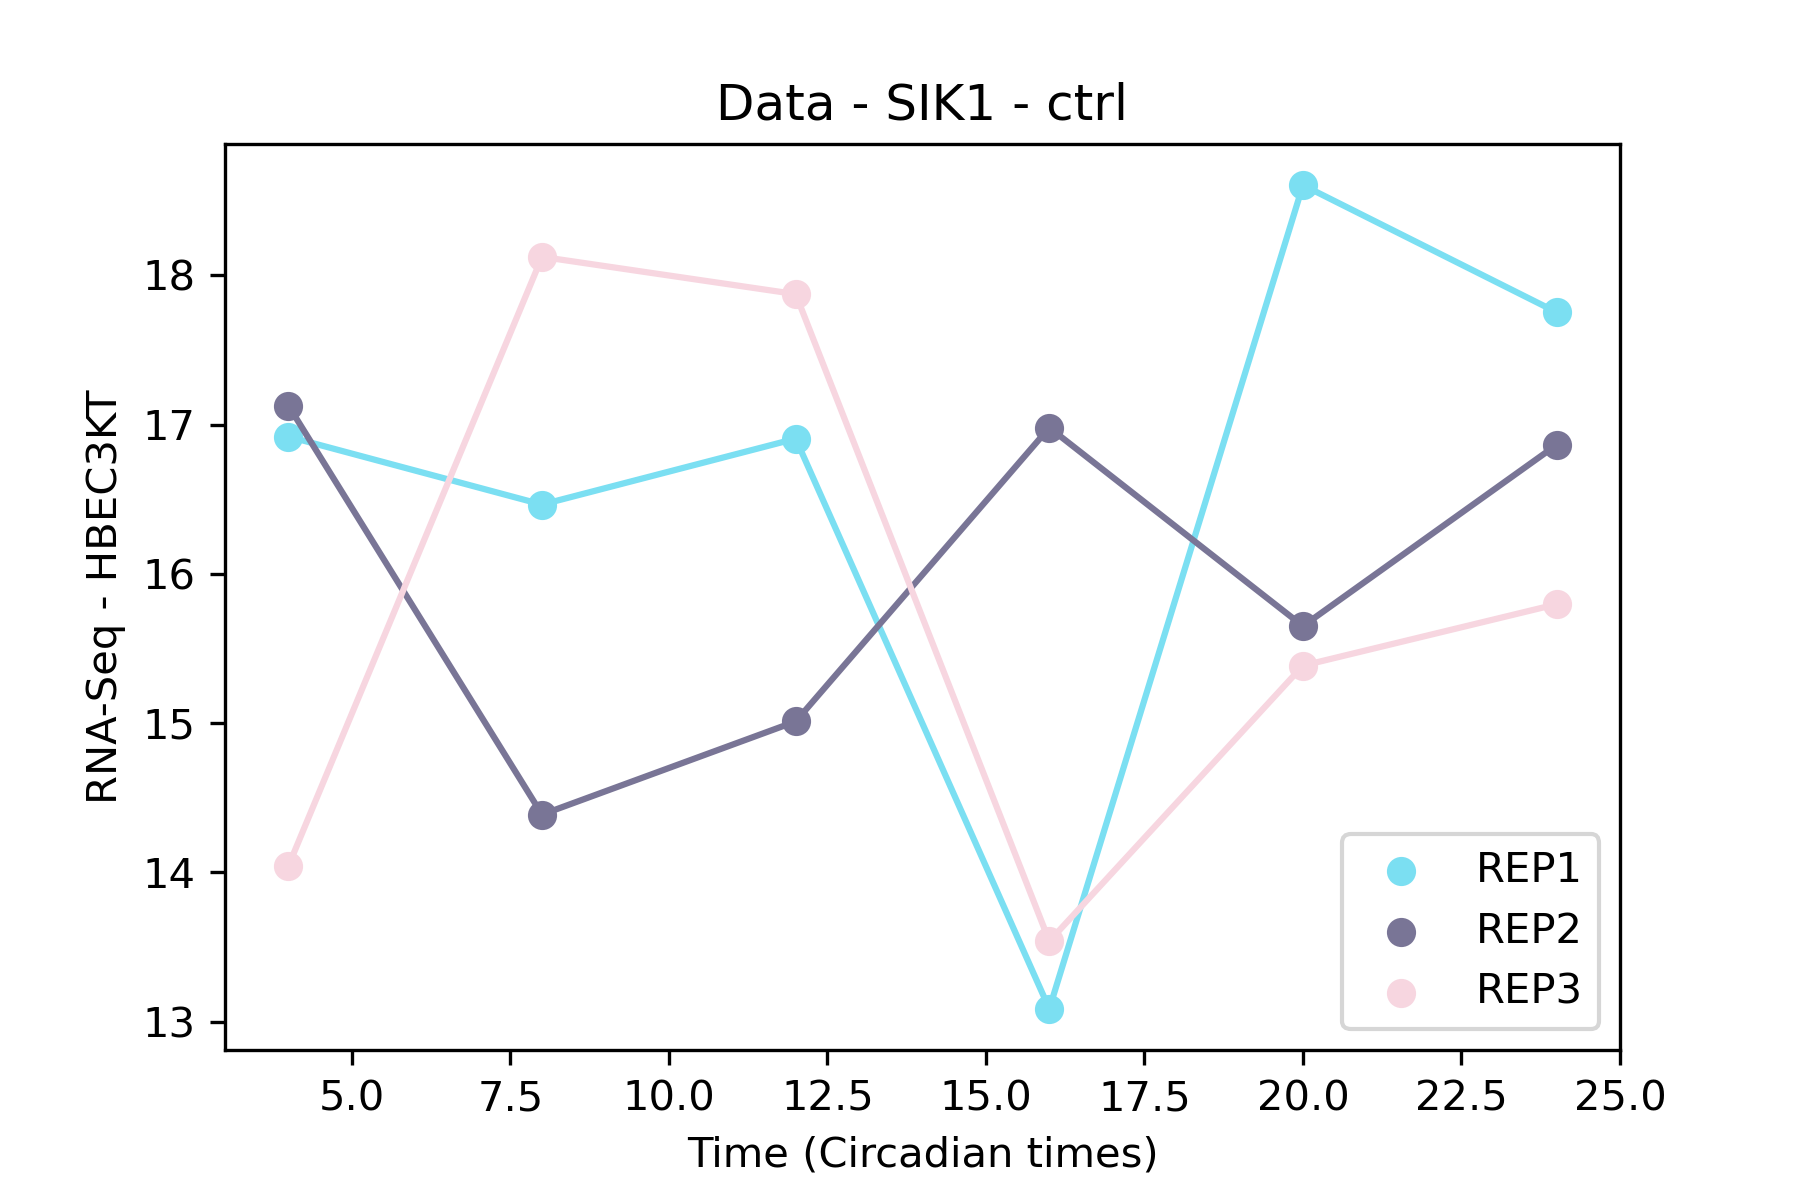 Data - SIK1 - ctrl
RNA-Seq - HBEC3KT
18
17
16
15
14
13
REP1
REP2
REP3
5.0 7.5 10.0 12.5 15.0 17.5 20.0 22.5 25.0
Time (Circadian times)